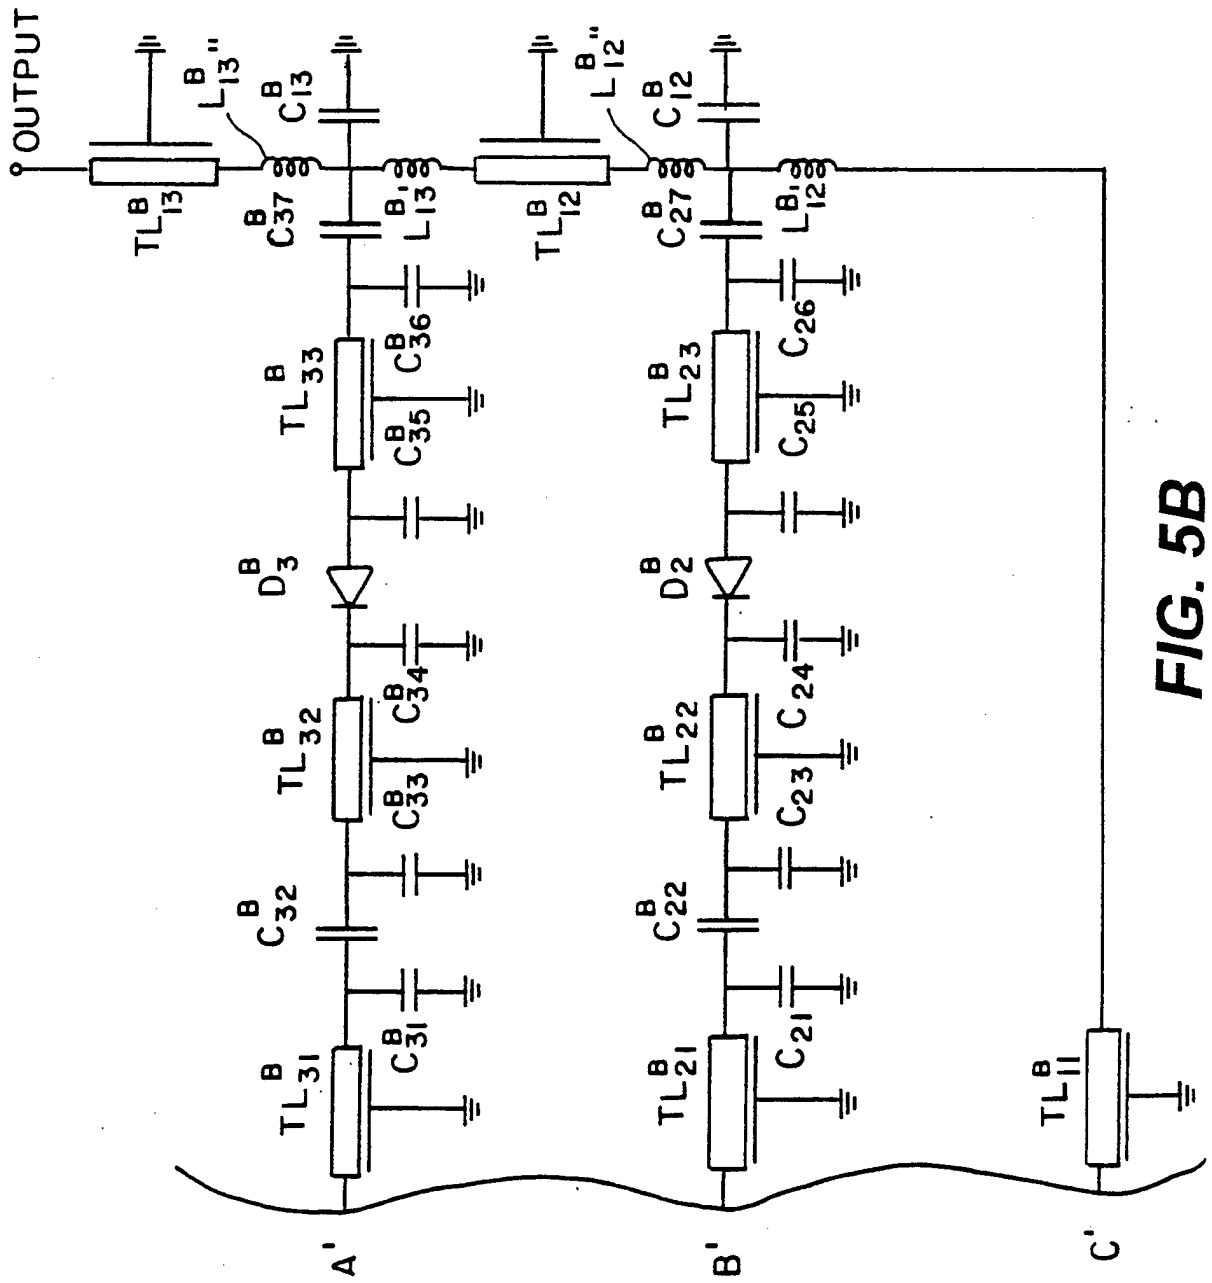 OUTPUT
TL^B_13
L^B_13''
C^B_37
C^B_13
L^B_13'
TL^B_12
L^B_12''
C^B_27
C^B_12
L^B_12'
A'
TL^B_31
C^B_31
C^B_32
C^B_33
TL^B_32
C^B_34
D^B_3
C^B_35
TL^B_33
C^B_36
B'
TL^B_21
C_21
C^B_22
C_23
TL^B_22
C_24
D^B_2
C_25
TL^B_23
C_26
C'
TL^B_11
FIG. 5B